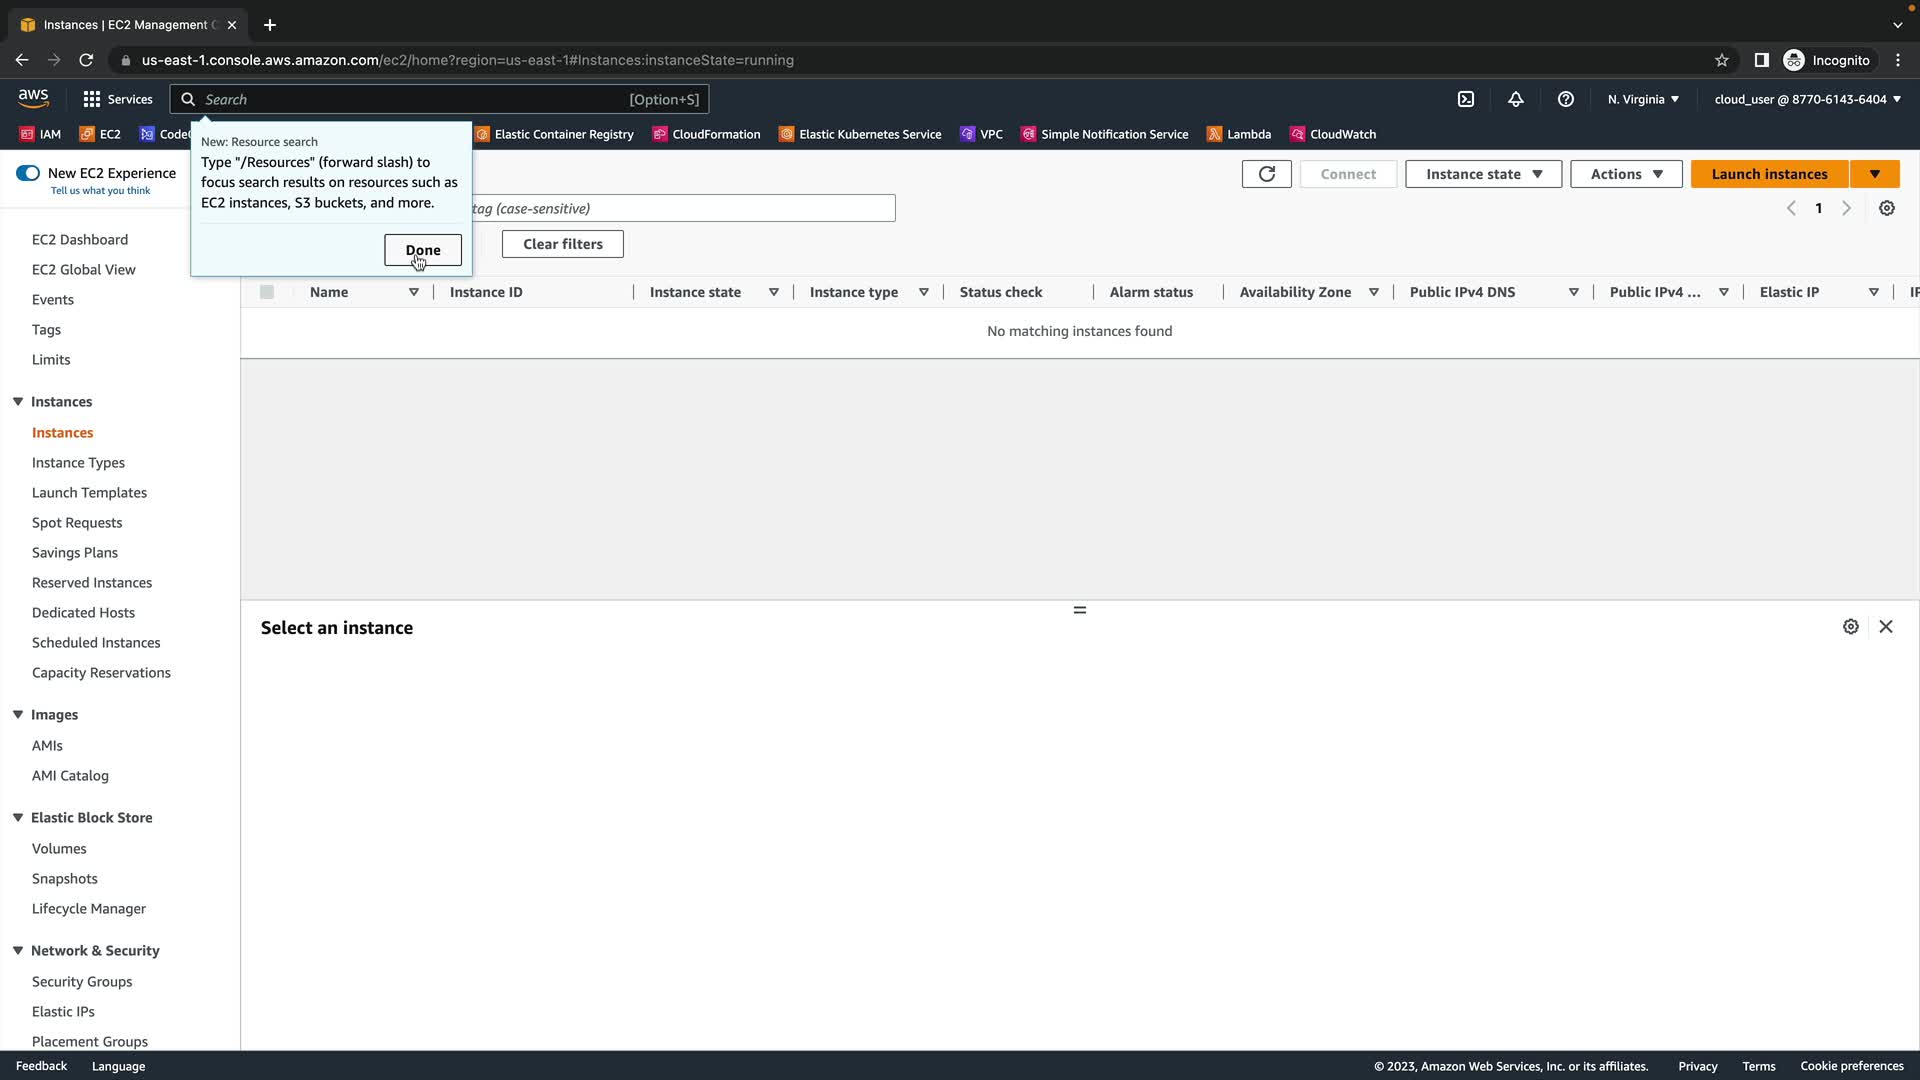 Instances | EC2 Management C
us-east-1.console.aws.amazon.com/ec2/home?region=us-east-1#Instances:instanceState=running
Incognito
aws
Services
Search
[Option+S]
N. Virginia
cloud_user @ 8770-6143-6404
IAM
EC2
Code
Elastic Container Registry
CloudFormation
Elastic Kubernetes Service
VPC
Simple Notification Service
Lambda
CloudWatch
New: Resource search
Type "/Resources" (forward slash) to
focus search results on resources such as
EC2 instances, S3 buckets, and more.
Done
New EC2 Experience
Tell us what you think
Connect
Instance state
Actions
Launch instances
tag (case-sensitive)
1
Clear filters
Name
Instance ID
Instance state
Instance type
Status check
Alarm status
Availability Zone
Public IPv4 DNS
Public IPv4 ...
Elastic IP
IP
No matching instances found
EC2 Dashboard
EC2 Global View
Events
Tags
Limits
Instances
Instances
Instance Types
Launch Templates
Spot Requests
Savings Plans
Reserved Instances
Dedicated Hosts
Scheduled Instances
Capacity Reservations
Images
AMIs
AMI Catalog
Elastic Block Store
Volumes
Snapshots
Lifecycle Manager
Network & Security
Security Groups
Elastic IPs
Placement Groups
Select an instance
Feedback
Language
© 2023, Amazon Web Services, Inc. or its affiliates.
Privacy
Terms
Cookie preferences